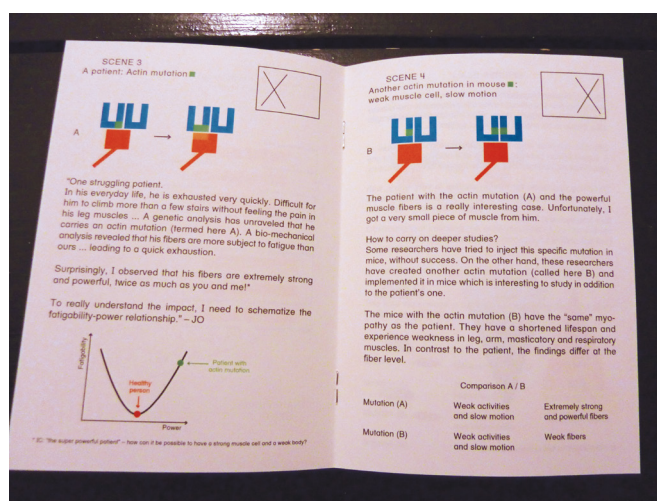 SCENE 3
A patient: Actin mutation
A
"One struggling patient.
In his everyday life, he is exhausted very quickly. Difficult for
him to climb more than a few stairs without feeling the pain in
his leg muscles ... A genetic analysis has unraveled that he
carries an actin mutation (termed here A). A bio-mechanical
analysis revealed that his fibers are more subject to fatigue than
ours ... leading to a quick exhaustion.
Surprisingly, I observed that his fibers are extremely strong
and powerful, twice as much as you and me!*
To really understand the impact, I need to schematize the
fatigability-power relationship." – JO
Fatigability
Healthy
person
Patient with
actin mutation
Power
* JO: "the super powerful patient" – how can it be possible to have a strong muscle cell and a weak body?
SCENE 4
Another actin mutation in mouse :
weak muscle cell, slow motion
B
The patient with the actin mutation (A) and the powerful
muscle fibers is a really interesting case. Unfortunately, I
got a very small piece of muscle from him.
How to carry on deeper studies?
Some researchers have tried to inject this specific mutation in
mice, without success. On the other hand, these researchers
have created another actin mutation (called here B) and
implemented it in mice which is interesting to study in addition
to the patient's one.
The mice with the actin mutation (B) have the "same" myo-
pathy as the patient. They have a shortened lifespan and
experience weakness in leg, arm, masticatory and respiratory
muscles. In contrast to the patient, the findings differ at the
fiber level.
Comparison A / B
Mutation (A) Weak activities Extremely strong
and slow motion and powerful fibers
Mutation (B) Weak activities Weak fibers
and slow motion